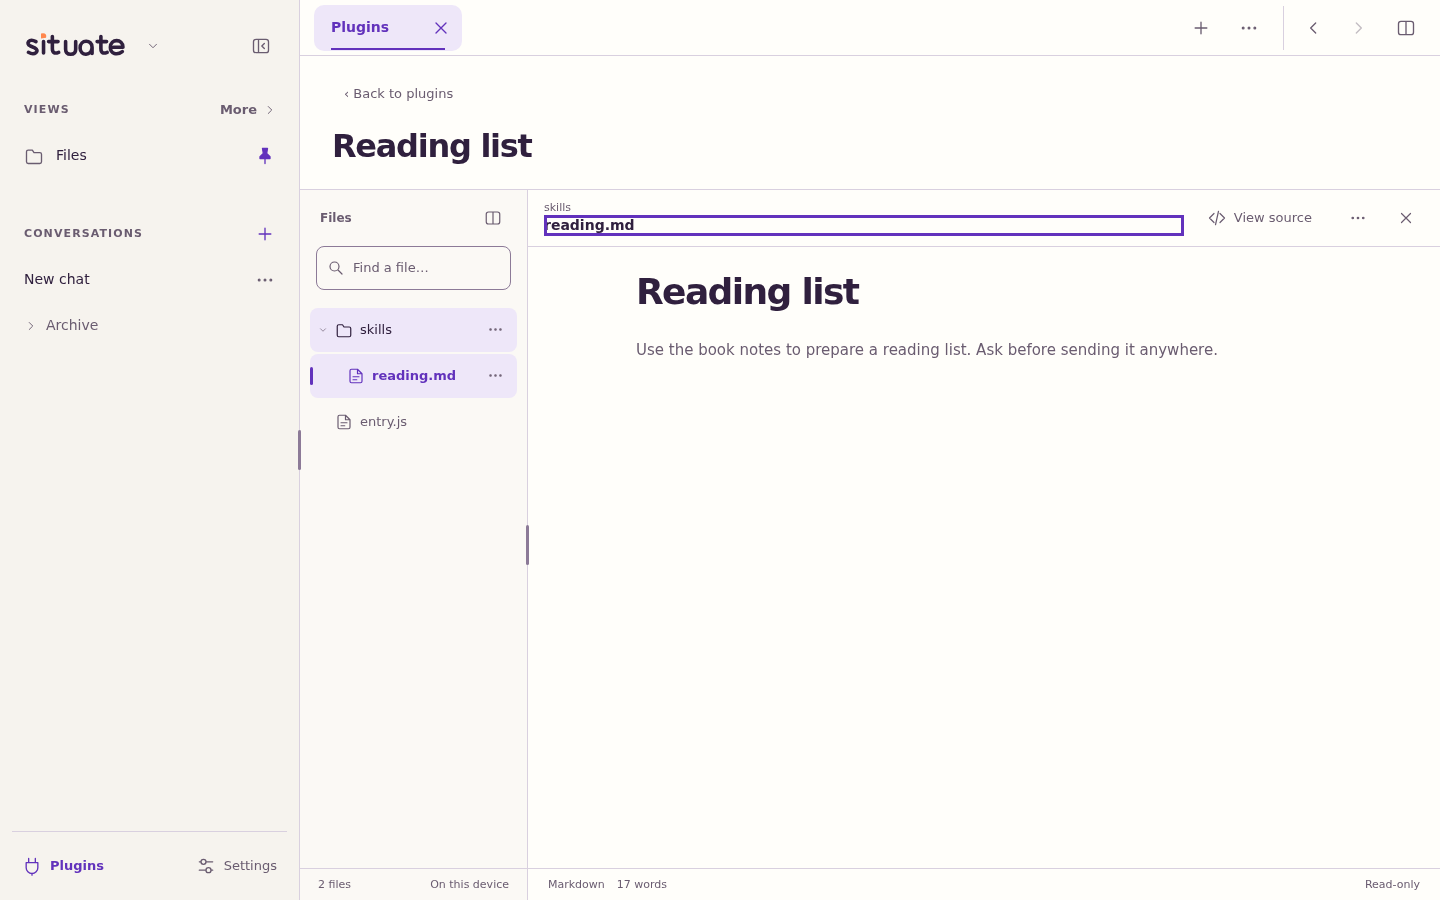 situate
VIEWS
More
Files
CONVERSATIONS
New chat
Archive
Plugins
Settings
Plugins
‹ Back to plugins
Reading list
Files
Find a file...
skills
reading.md
entry.js
2 files
On this device
skills
reading.md
View source
Reading list
Use the book notes to prepare a reading list. Ask before sending it anywhere.
Markdown 17 words
Read-only